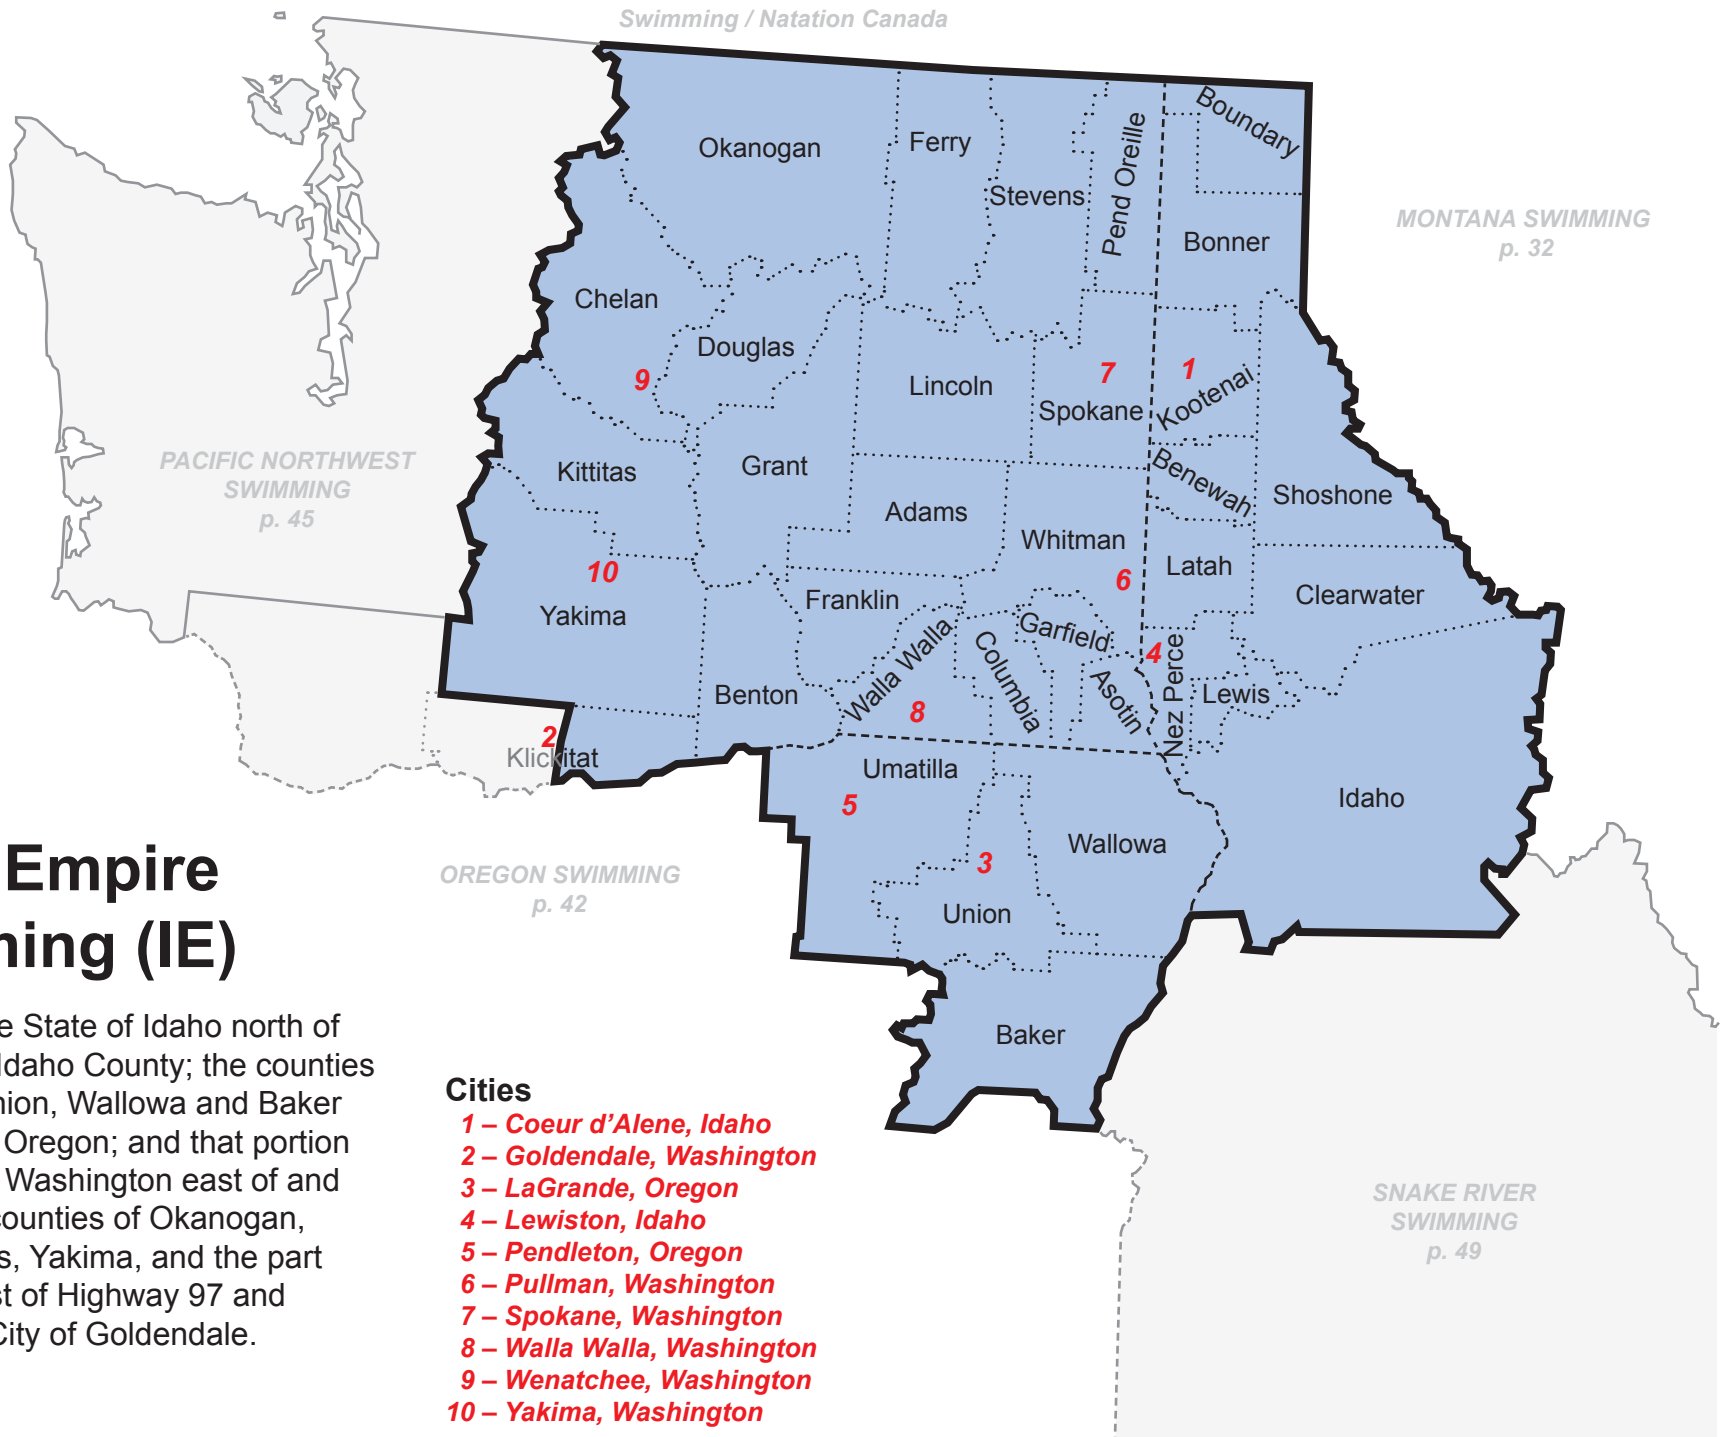 Swimming / Natation Canada
Boundary
Okanogan
Ferry
Stevens
Pend Oreille
Bonner
MONTANA SWIMMING
p. 32
Chelan
Douglas
Lincoln
9
7
1
Spokane
Kootenai
PACIFIC NORTHWEST
SWIMMING
p. 45
Kittitas
Grant
Benewah
Shoshone
Adams
Whitman
10
6
Latah
Clearwater
Yakima
Franklin
Garfield
4
Walla Walla
Columbia
Asotin
Nez Perce
Lewis
Benton
8
2
Klickitat
Umatilla
5
Idaho
Wallowa
3
Union
OREGON SWIMMING
p. 42
Baker
Empire
ning (IE)
e State of Idaho north of
Idaho County; the counties
nion, Wallowa and Baker
Oregon; and that portion
Washington east of and
counties of Okanogan,
s, Yakima, and the part
st of Highway 97 and
City of Goldendale.
Cities
1 – Coeur d’Alene, Idaho
2 – Goldendale, Washington
3 – LaGrande, Oregon
4 – Lewiston, Idaho
5 – Pendleton, Oregon
6 – Pullman, Washington
7 – Spokane, Washington
8 – Walla Walla, Washington
9 – Wenatchee, Washington
10 – Yakima, Washington
SNAKE RIVER
SWIMMING
p. 49